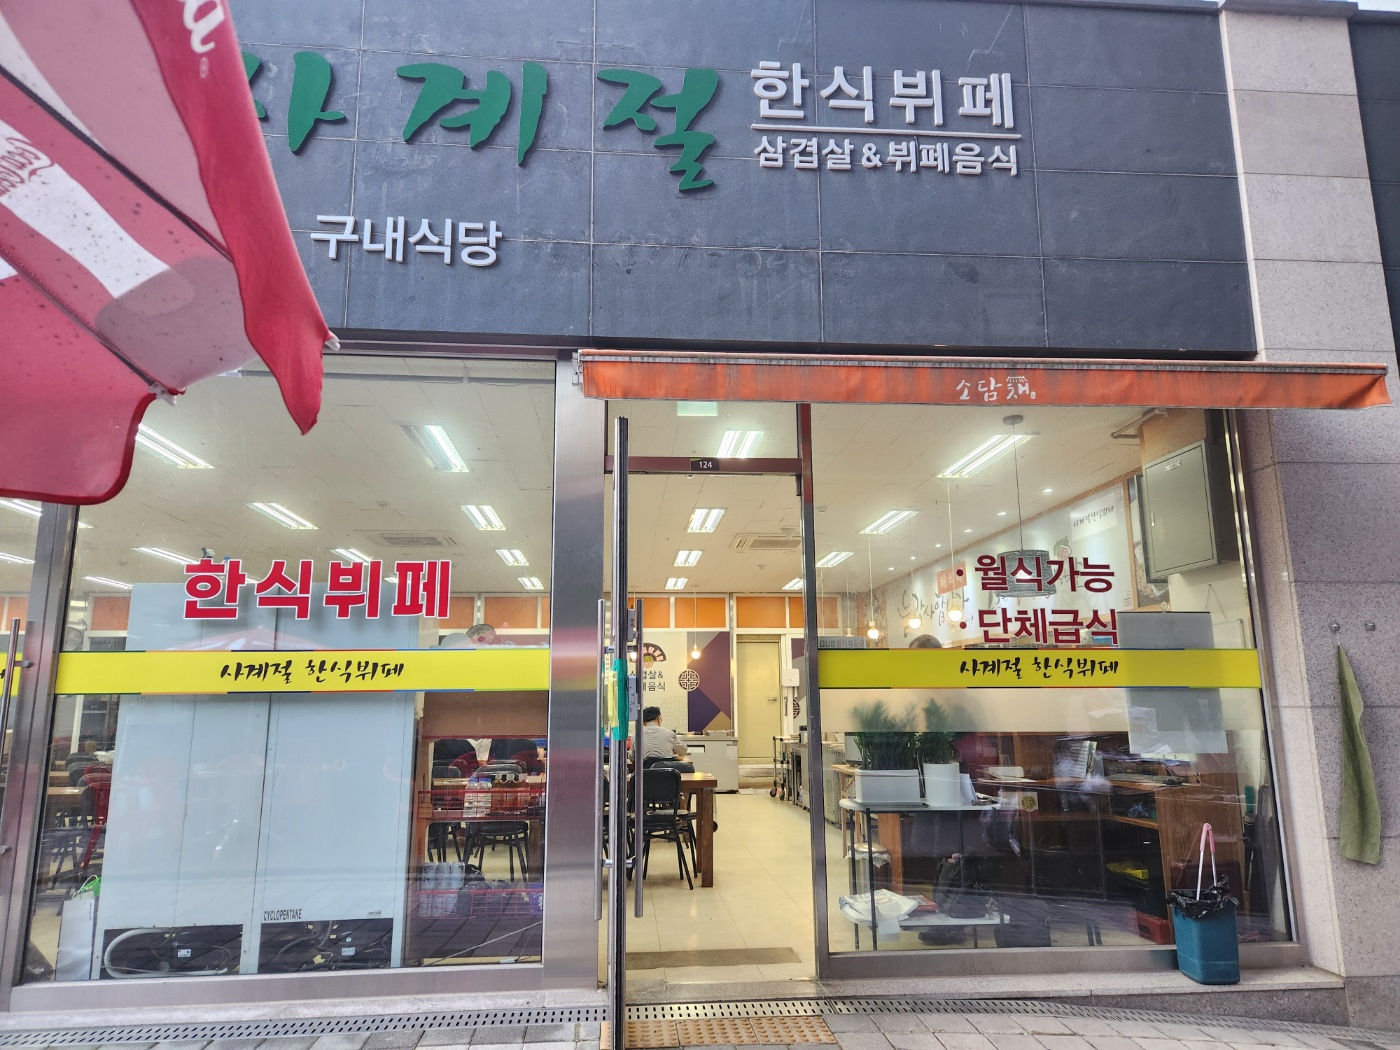 사계절
한식뷔페
삼겹살&뷔페음식
구내식당
소담채
124
한식뷔페
· 월식가능
· 단체급식
사계절 한식뷔페
사계절 한식뷔페
CYCLOPENTANE